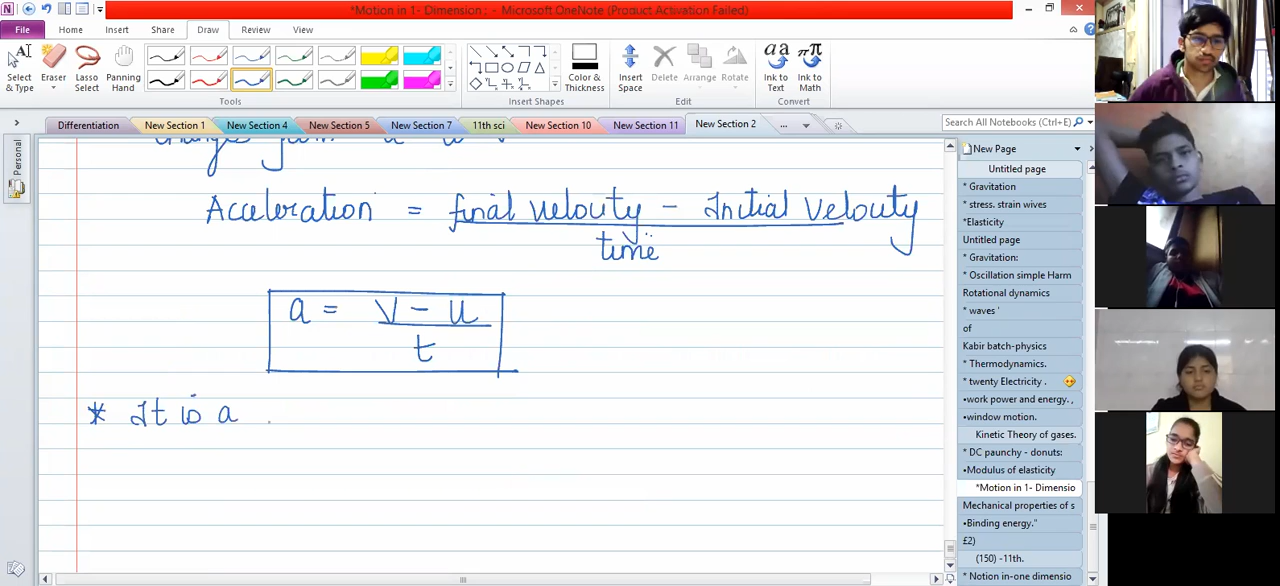 *Motion in 1- Dimension : - Microsoft OneNote (Product Activation Failed)
File Home Insert Share Draw Review View
Select & Type
Eraser
Lasso Select
Panning Hand
Color & Thickness
Insert Space
Delete
Arrange
Rotate
Ink to Text
Ink to Math
Tools Insert Shapes Edit Convert
Differentiation New Section 1 New Section 4 New Section 5 New Section 7 11th sci New Section 10 New Section 11 New Section 2 ...
Search All Notebooks (Ctrl+E)
Personal
Acceleration = final velouty - Initial velouty
time
a = v - u
t
* It is a
New Page
Untitled page
* Gravitation
* stress. strain wives
*Elasticity
Untitled page
* Gravitation:
* Oscillation simple Harm
Rotational dynamics
* waves '
of
Kabir batch-physics
* Thermodynamics.
* twenty Electricity .
•work power and energy. ,
•window motion.
Kinetic Theory of gases.
* DC paunchy - donuts:
•Modulus of elasticity
*Motion in 1- Dimensio
Mechanical properties of s
•Binding energy."
£2)
(150) -11th.
* Notion in-one dimensio